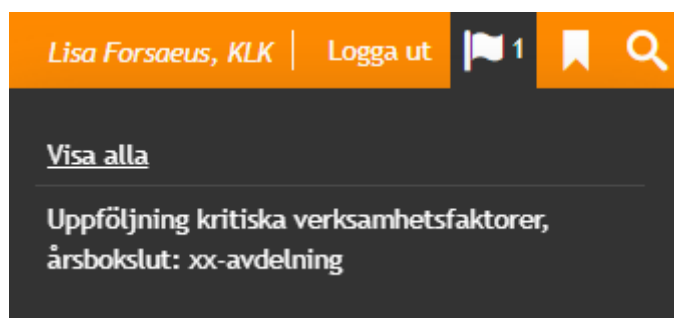 Lisa Forsaeus, KLK Logga ut 1
Visa alla
Uppföljning kritiska verksamhetsfaktorer,
årsbokslut: xx-avdelning